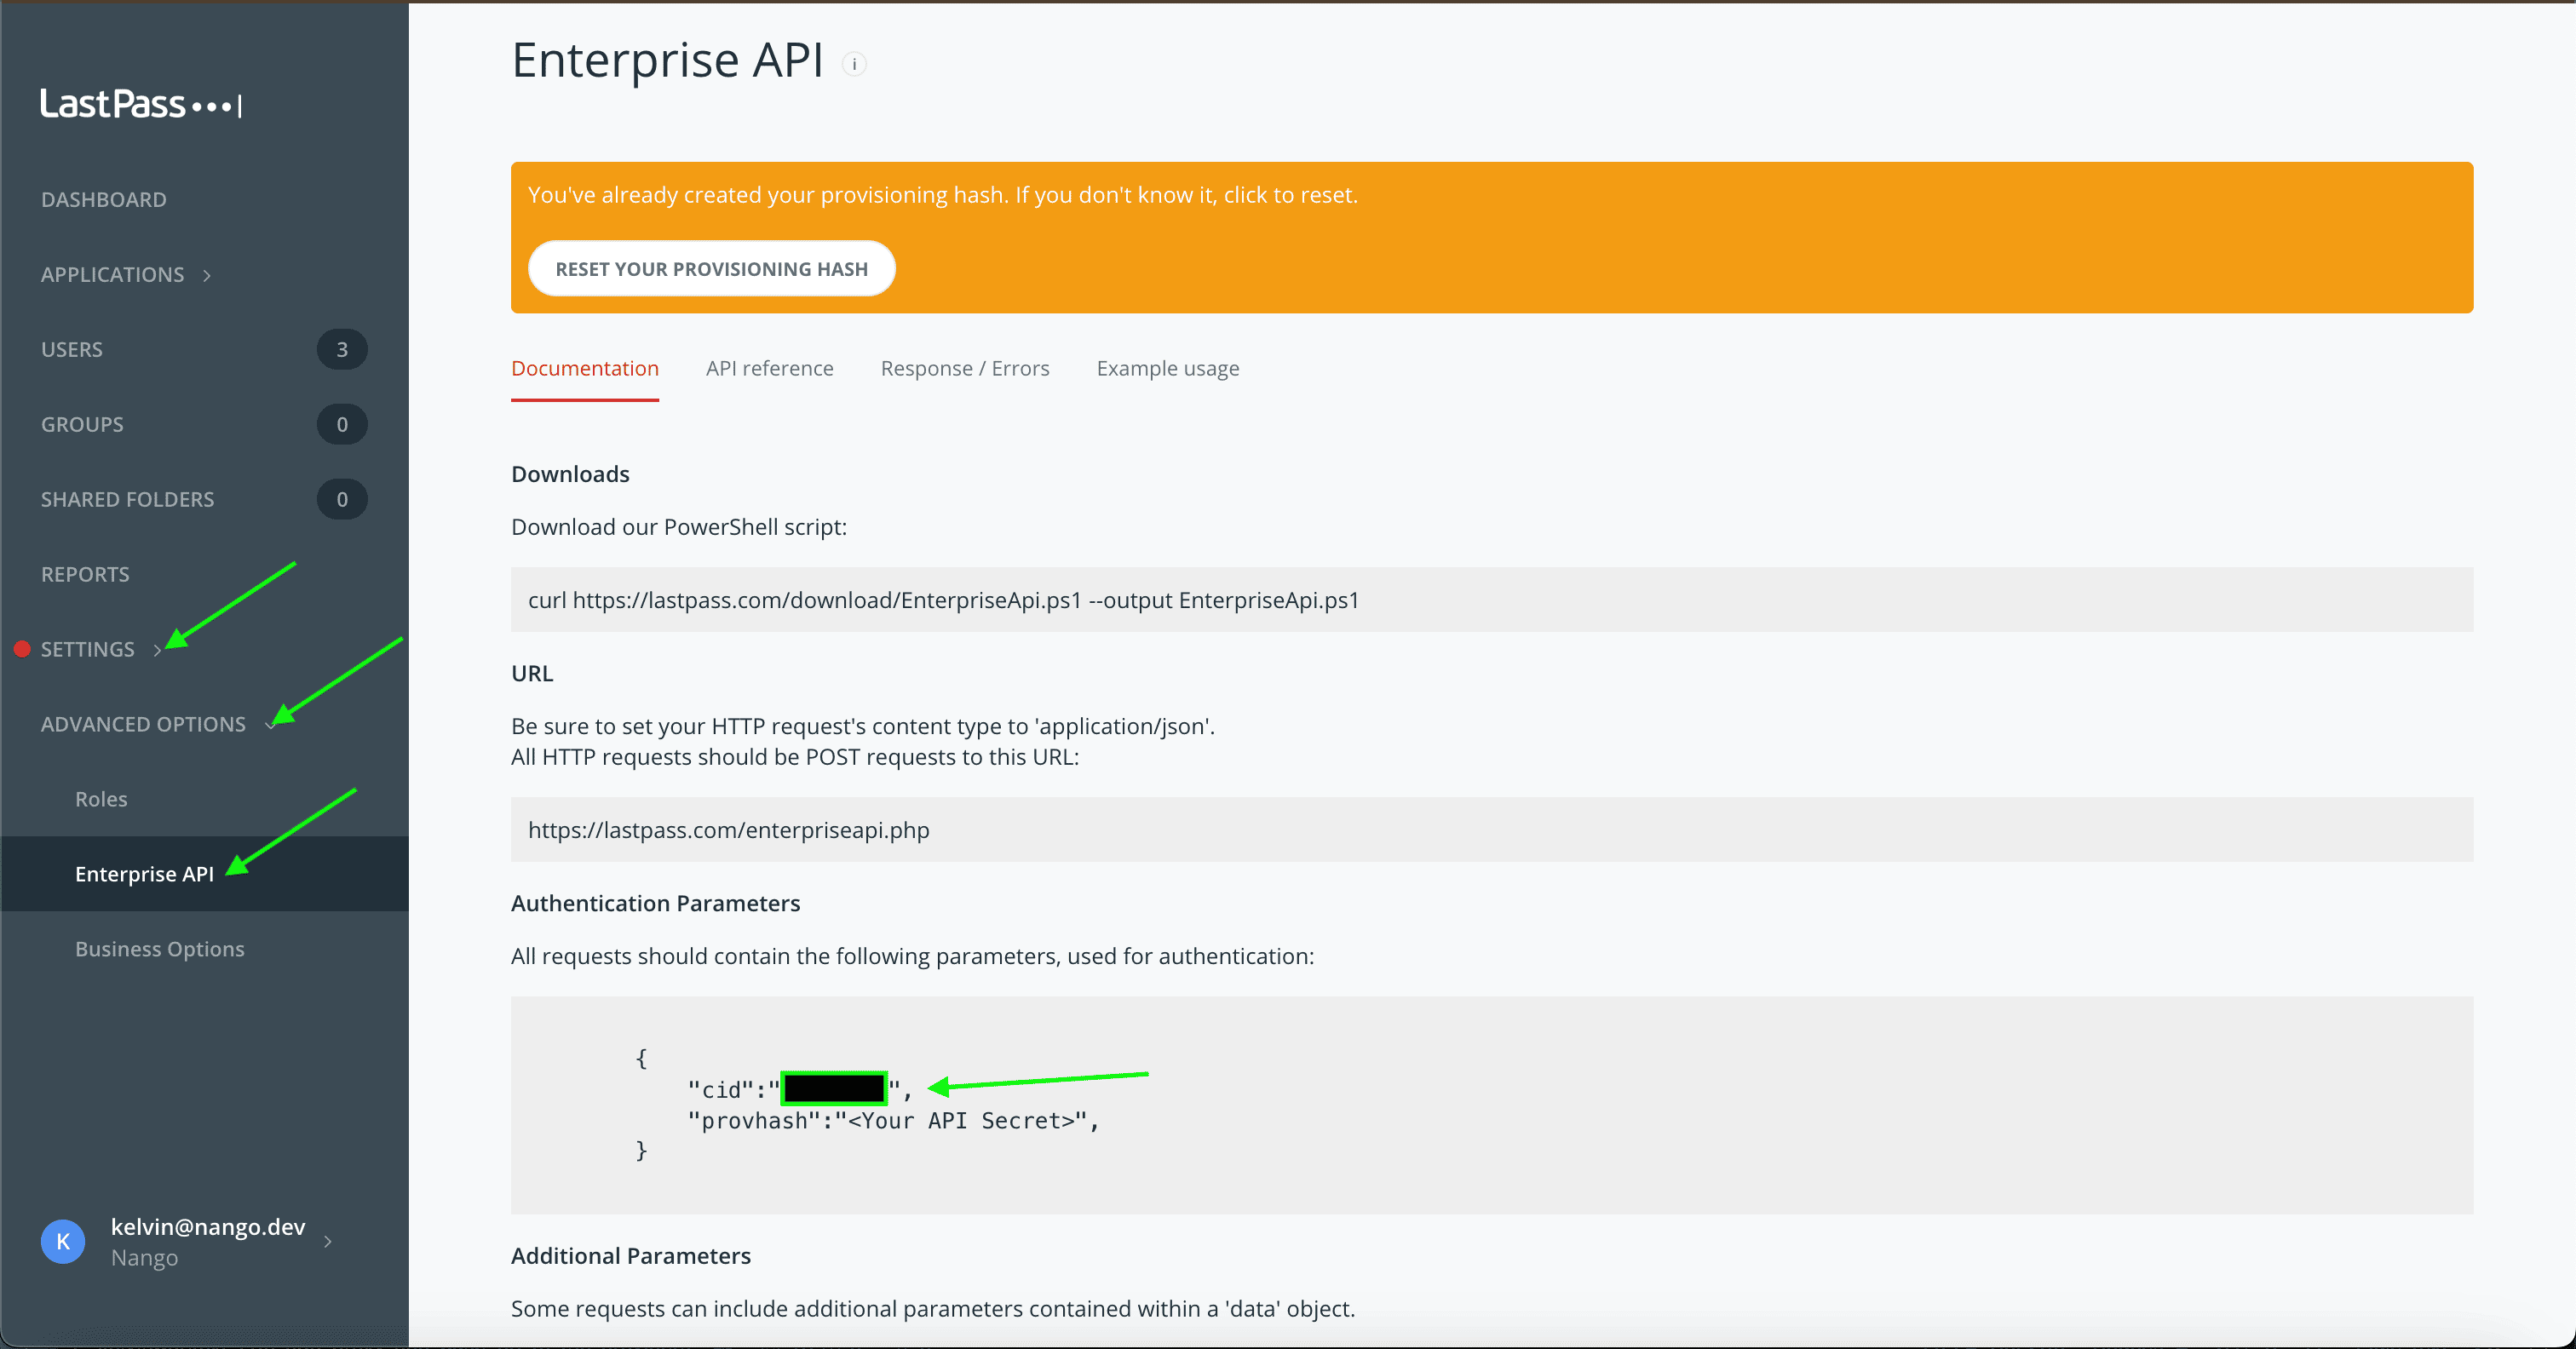 LastPass
DASHBOARD
APPLICATIONS
USERS 3
GROUPS 0
SHARED FOLDERS 0
REPORTS
SETTINGS
ADVANCED OPTIONS
Roles
Enterprise API
Business Options
K
kelvin@nango.dev
Nango
Enterprise API i
You've already created your provisioning hash. If you don't know it, click to reset.
RESET YOUR PROVISIONING HASH
Documentation API reference Response / Errors Example usage
Downloads
Download our PowerShell script:
curl https://lastpass.com/download/EnterpriseApi.ps1 --output EnterpriseApi.ps1
URL
Be sure to set your HTTP request's content type to 'application/json'.
All HTTP requests should be POST requests to this URL:
https://lastpass.com/enterpriseapi.php
Authentication Parameters
All requests should contain the following parameters, used for authentication:
{
"cid":"",
"provhash":"<Your API Secret>",
}
Additional Parameters
Some requests can include additional parameters contained within a 'data' object.